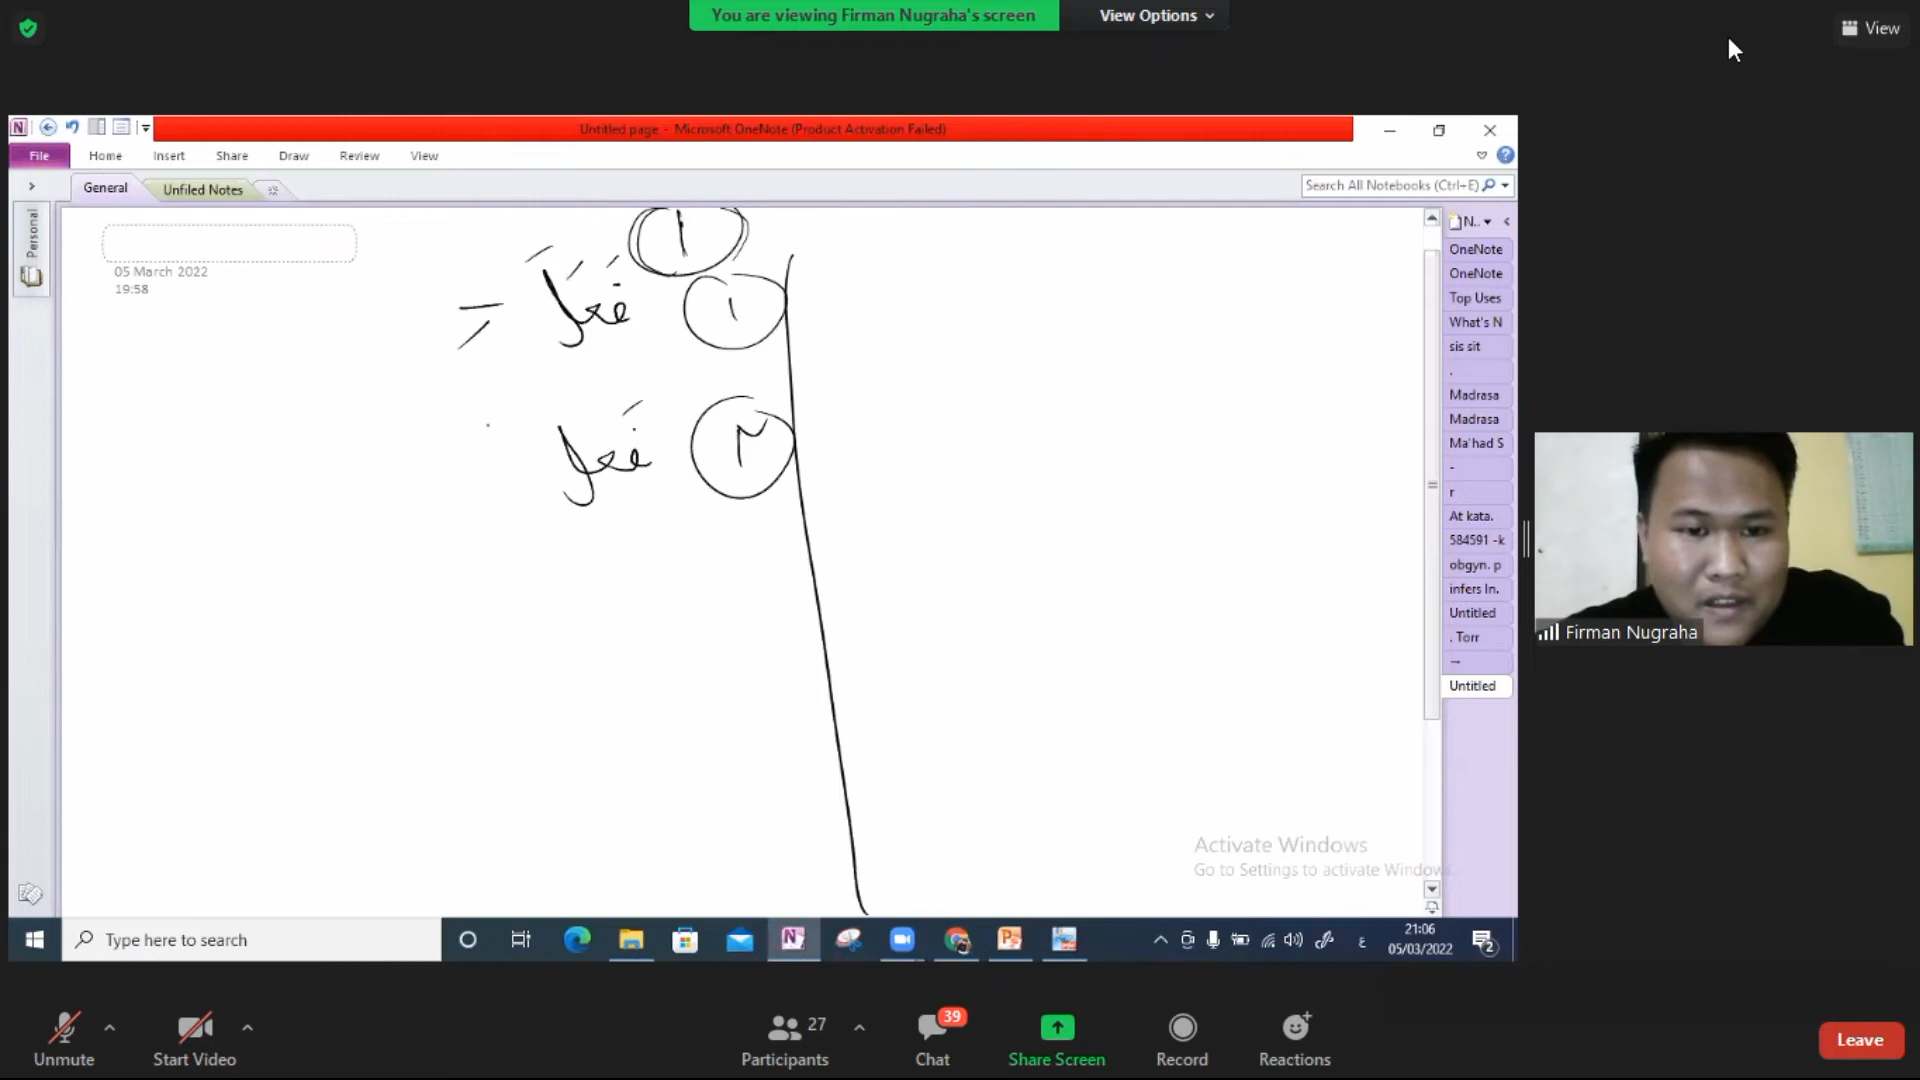 You are viewing Firman Nugraha's screen
View Options
View
Untitled page - Microsoft OneNote (Product Activation Failed)
File Home Insert Share Draw Review View
General Unfiled Notes
Search All Notebooks (Ctrl+E)
Personal
N..
05 March 2022
19:58
١
١
٢
OneNote
OneNote
Top Uses
What's N
sis sit
.
Madrasa
Madrasa
Ma'had S
-
r
At kata.
584591 -k
obgyn. p
infers In.
Untitled
. Torr
Untitled
Firman Nugraha
Activate Windows
Go to Settings to activate Windows.
Type here to search
ع
21:06
05/03/2022
2
Unmute
Start Video
27
Participants
39
Chat
Share Screen
Record
Reactions
Leave